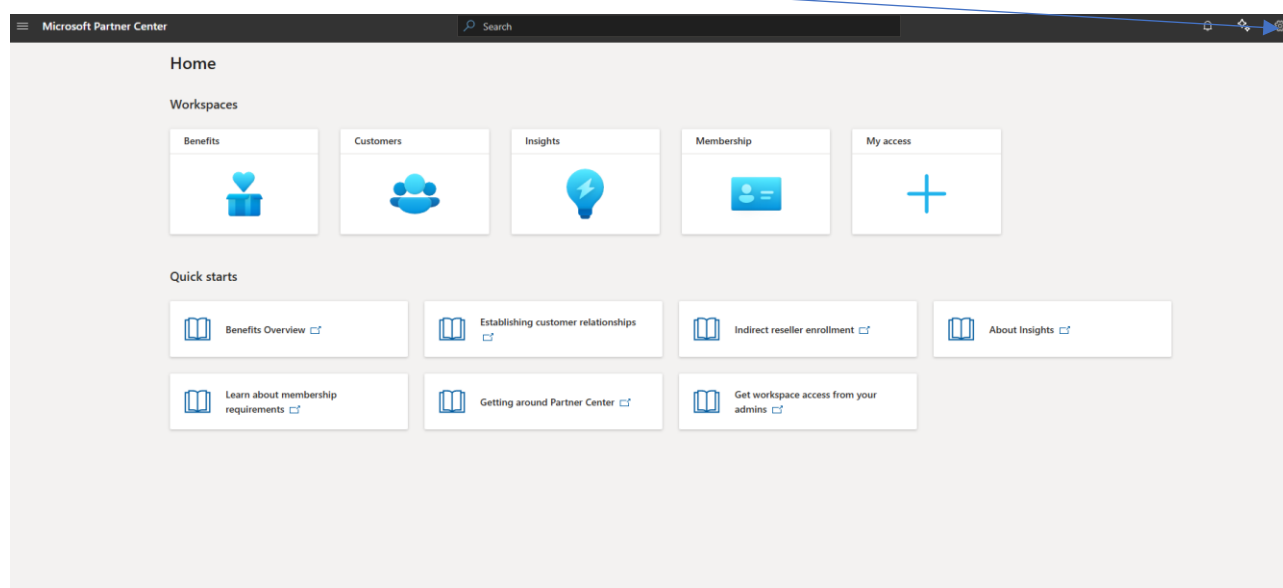 Microsoft Partner Center
Search
Home
Workspaces
Benefits
Customers
Insights
Membership
My access
Quick starts
Benefits Overview
Establishing customer relationships
Indirect reseller enrollment
About Insights
Learn about membership
requirements
Getting around Partner Center
Get workspace access from your
admins